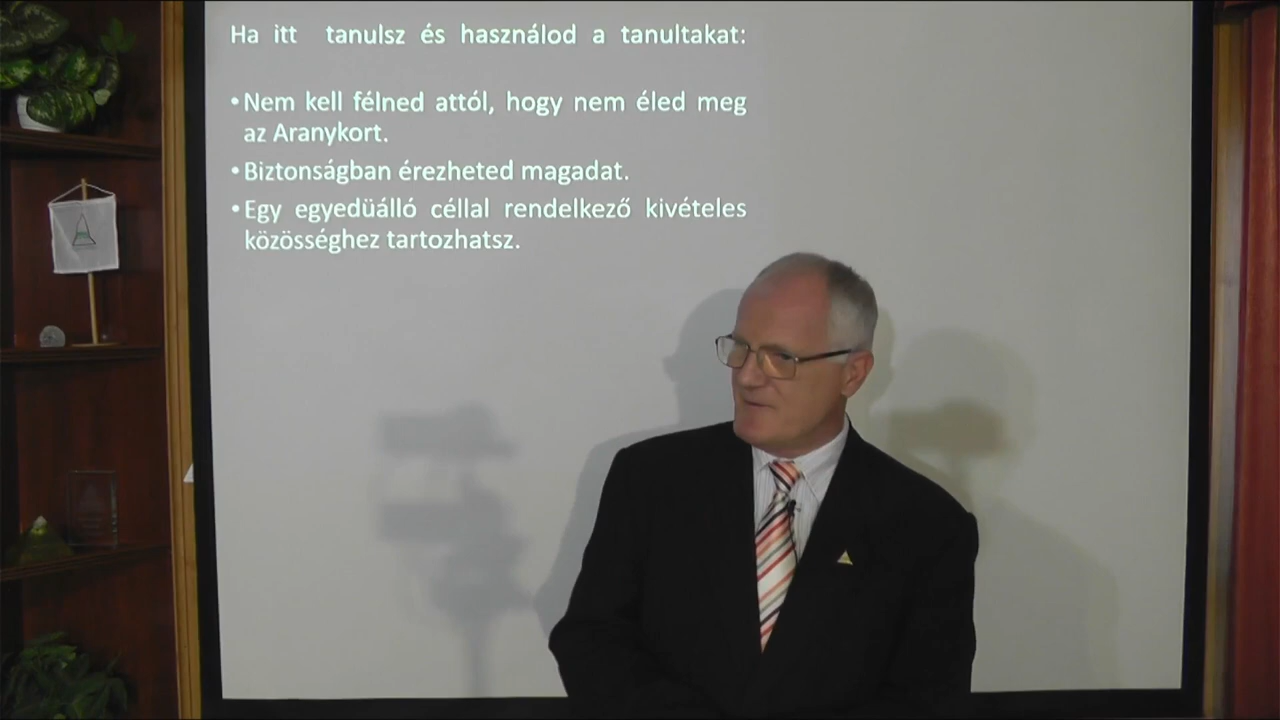 Ha itt tanulsz és használod a tanultakat:
•Nem kell félned attól, hogy nem éled meg
az Aranykort.
•Biztonságban érezheted magadat.
•Egy egyedüálló céllal rendelkező kivételes
közösséghez tartozhatsz.